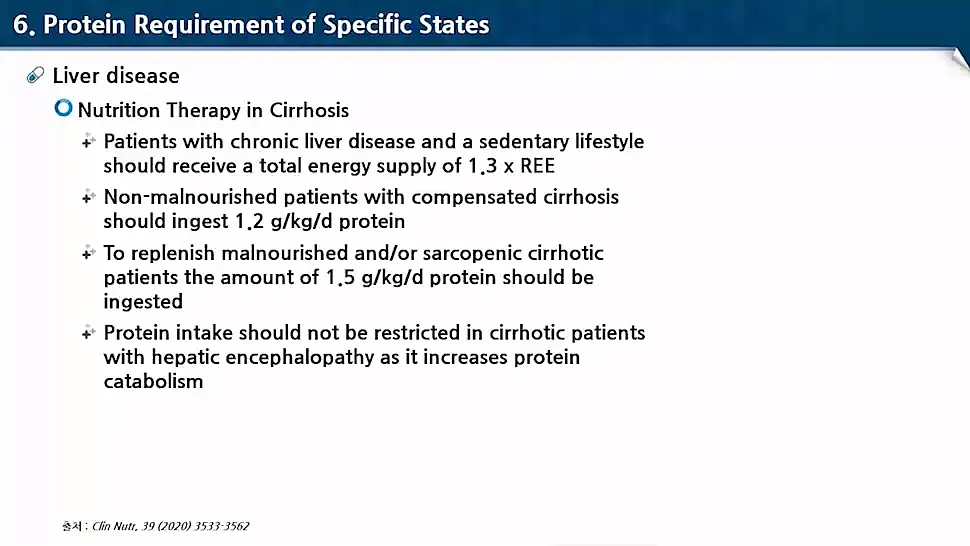 6. Protein Requirement of Specific States
Liver disease
Nutrition Therapy in Cirrhosis
Patients with chronic liver disease and a sedentary lifestyle
should receive a total energy supply of 1.3 x REE
Non-malnourished patients with compensated cirrhosis
should ingest 1.2 g/kg/d protein
To replenish malnourished and/or sarcopenic cirrhotic
patients the amount of 1.5 g/kg/d protein should be
ingested
Protein intake should not be restricted in cirrhotic patients
with hepatic encephalopathy as it increases protein
catabolism
출처 : Clin Nutr. 39 (2020) 3533-3562